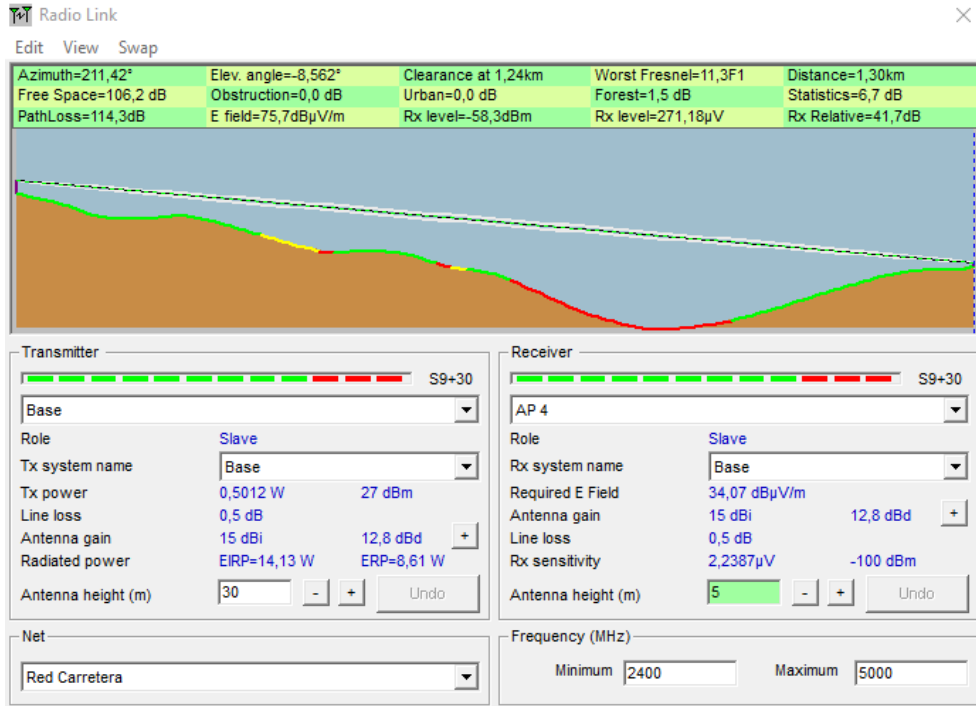 Radio Link
Edit View Swap
Azimuth=211,42° Elev. angle=-8,562° Clearance at 1,24km Worst Fresnel=11,3F1 Distance=1,30km
Free Space=106,2 dB Obstruction=0,0 dB Urban=0,0 dB Forest=1,5 dB Statistics=6,7 dB
PathLoss=114,3dB E field=75,7dBµV/m Rx level=-58,3dBm Rx level=271,18µV Rx Relative=41,7dB
Transmitter
S9+30
Base
Role Slave
Tx system name Base
Tx power 0,5012 W 27 dBm
Line loss 0,5 dB
Antenna gain 15 dBi 12,8 dBd +
Radiated power EIRP=14,13 W ERP=8,61 W
Antenna height (m) 30 - + Undo
Receiver
S9+30
AP 4
Role Slave
Rx system name Base
Required E Field 34,07 dBµV/m
Antenna gain 15 dBi 12,8 dBd +
Line loss 0,5 dB
Rx sensitivity 2,2387µV -100 dBm
Antenna height (m) 5 - + Undo
Net
Red Carretera
Frequency (MHz)
Minimum 2400 Maximum 5000